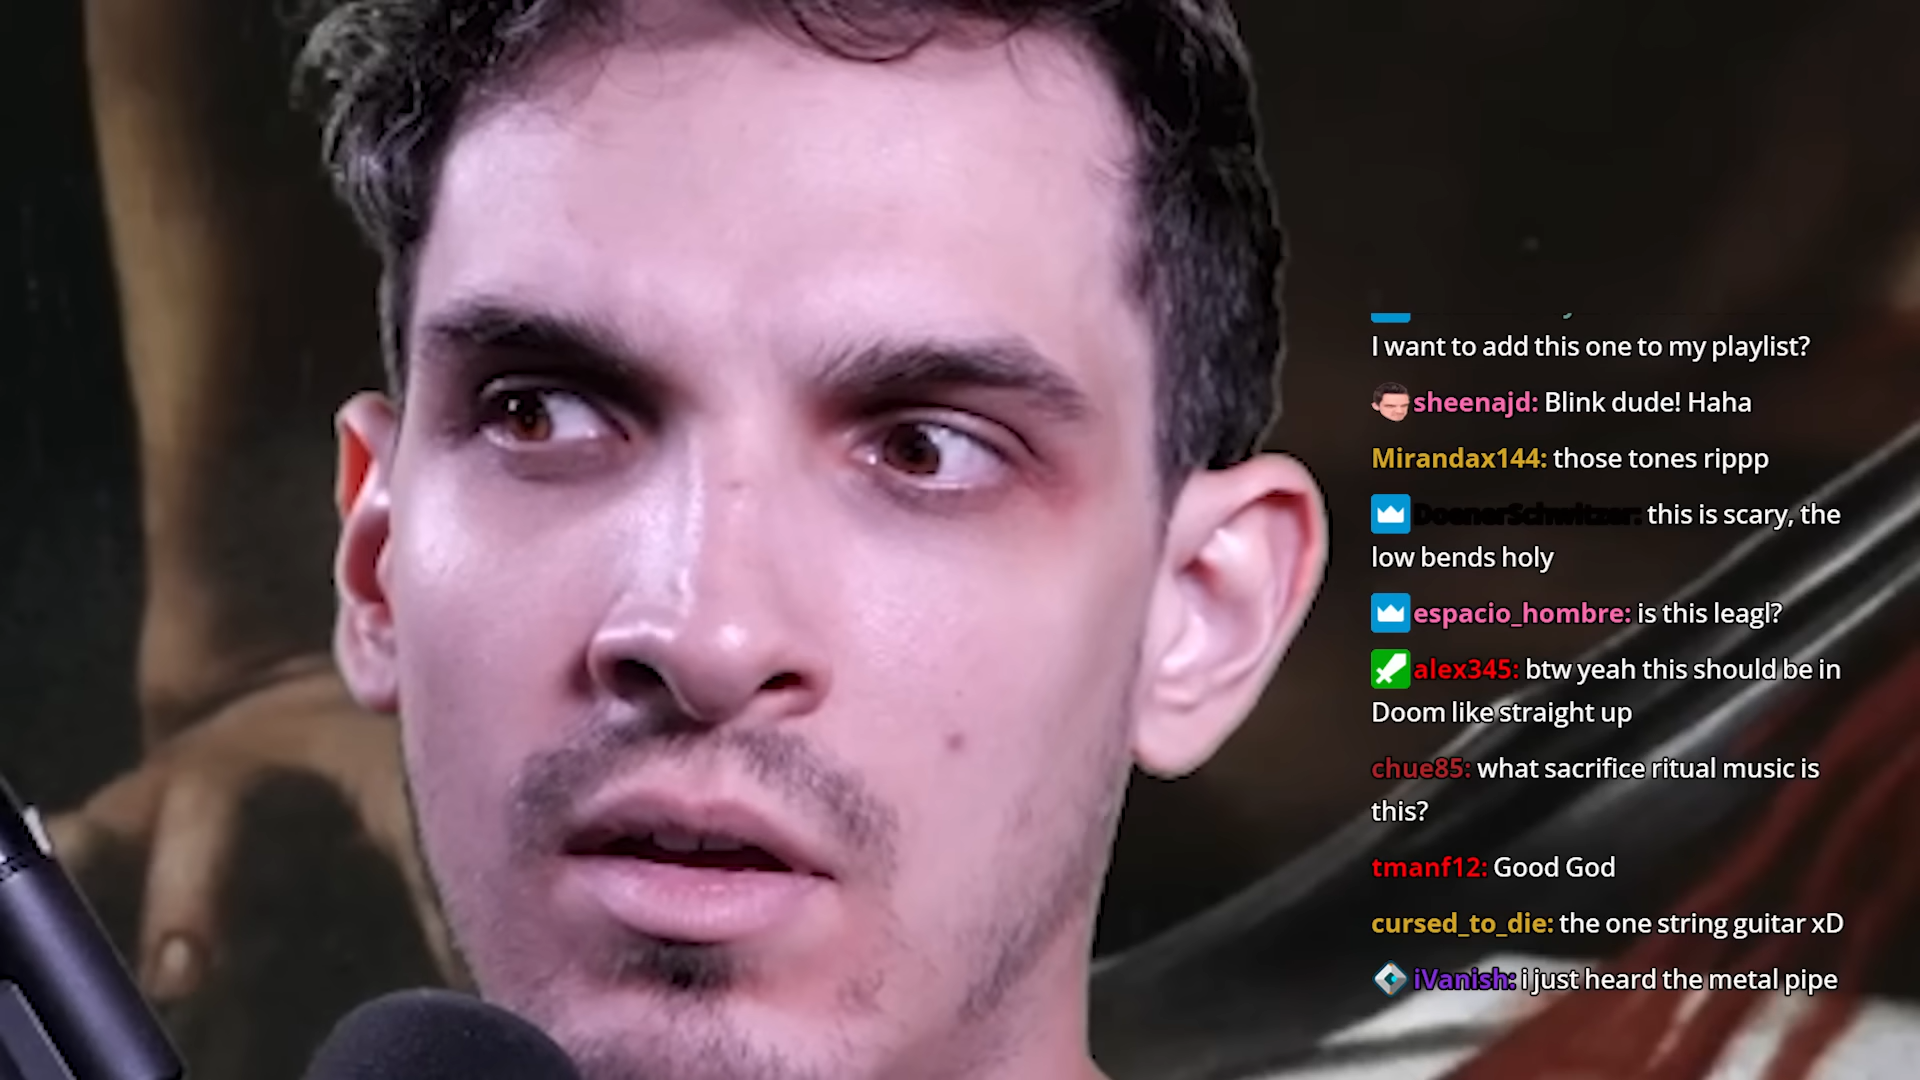 I want to add this one to my playlist?
sheenajd: Blink dude! Haha
Mirandax144: those tones rippp
DoenerSchwitzer: this is scary, the
low bends holy
espacio_hombre: is this leagl?
alex345: btw yeah this should be in
Doom like straight up
chue85: what sacrifice ritual music is
this?
tmanf12: Good God
cursed_to_die: the one string guitar xD
iVanish: i just heard the metal pipe